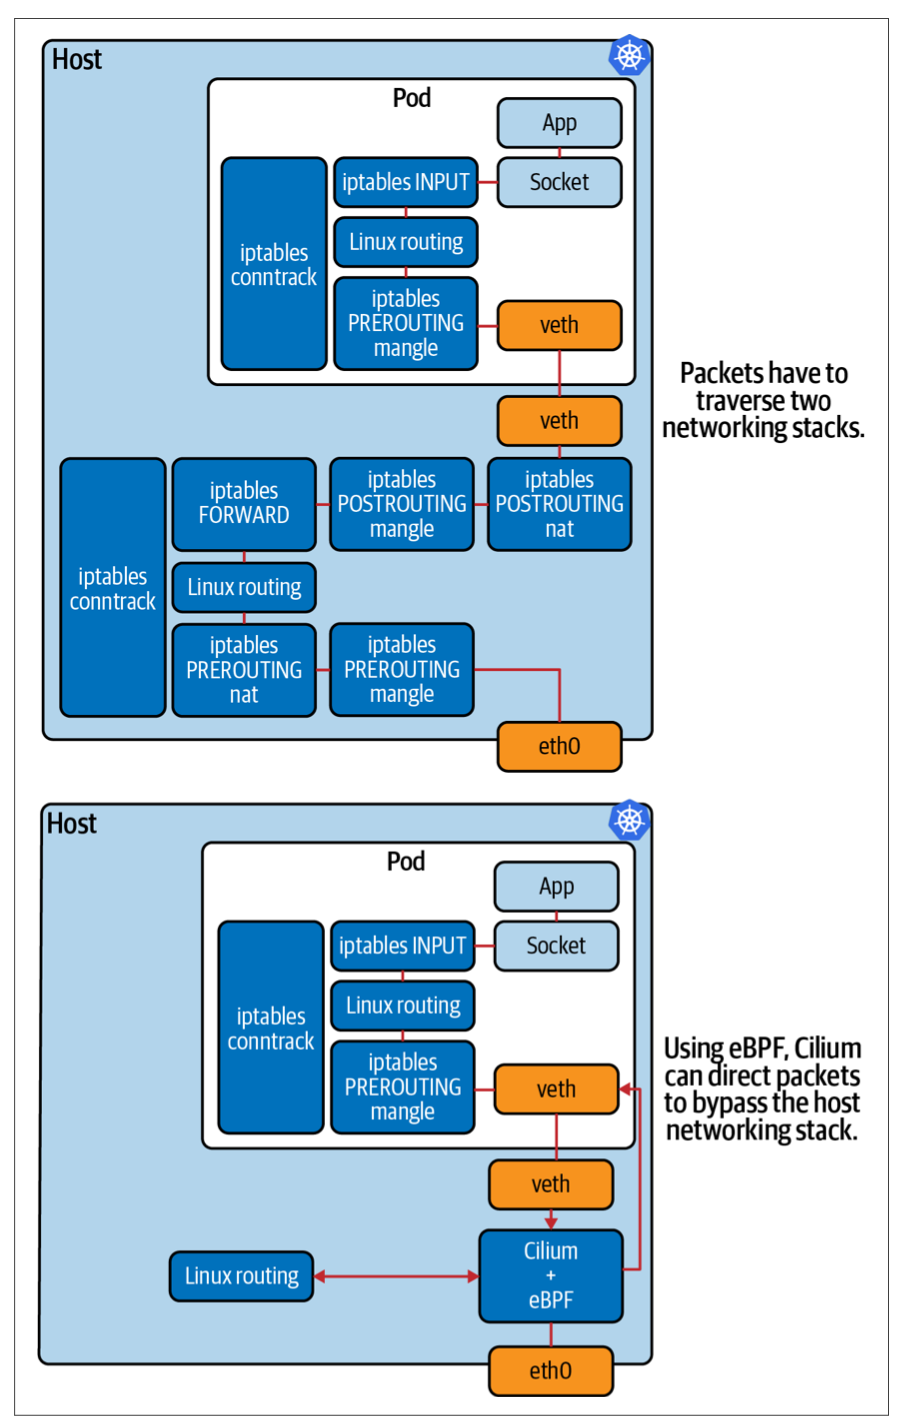 Host
Pod
App
iptables INPUT
Socket
Linux routing
iptables
conntrack
iptables
PREROUTING
mangle
veth
Packets have to
traverse two
networking stacks.
veth
iptables
conntrack
iptables
FORWARD
iptables
POSTROUTING
mangle
iptables
POSTROUTING
nat
Linux routing
iptables
PREROUTING
nat
iptables
PREROUTING
mangle
eth0
Host
Pod
App
iptables INPUT
Socket
Linux routing
iptables
conntrack
iptables
PREROUTING
mangle
veth
Using eBPF, Cilium
can direct packets
to bypass the host
networking stack.
veth
Linux routing
Cilium
+
eBPF
eth0